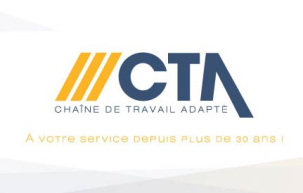 CTA
CHAÎNE DE TRAVAIL ADAPTÉ
À votre service depuis plus de 30 ans !